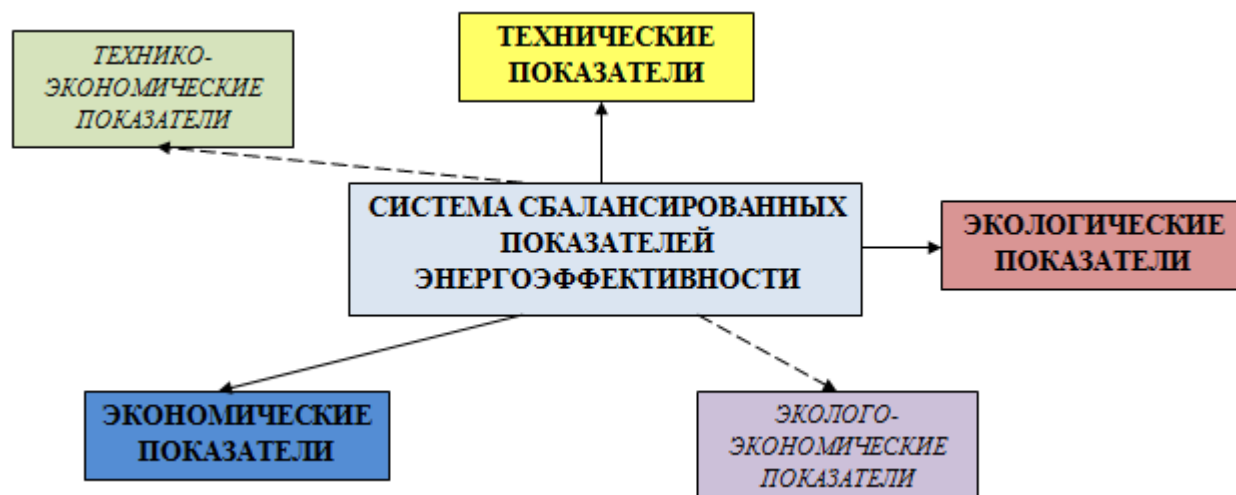 ТЕХНИКО-
ЭКОНОМИЧЕСКИЕ
ПОКАЗАТЕЛИ
ТЕХНИЧЕСКИЕ
ПОКАЗАТЕЛИ
СИСТЕМА СБАЛАНСИРОВАННЫХ
ПОКАЗАТЕЛЕЙ
ЭНЕРГОЭФФЕКТИВНОСТИ
ЭКОЛОГИЧЕСКИЕ
ПОКАЗАТЕЛИ
ЭКОНОМИЧЕСКИЕ
ПОКАЗАТЕЛИ
ЭКОЛОГО-
ЭКОНОМИЧЕСКИЕ
ПОКАЗАТЕЛИ